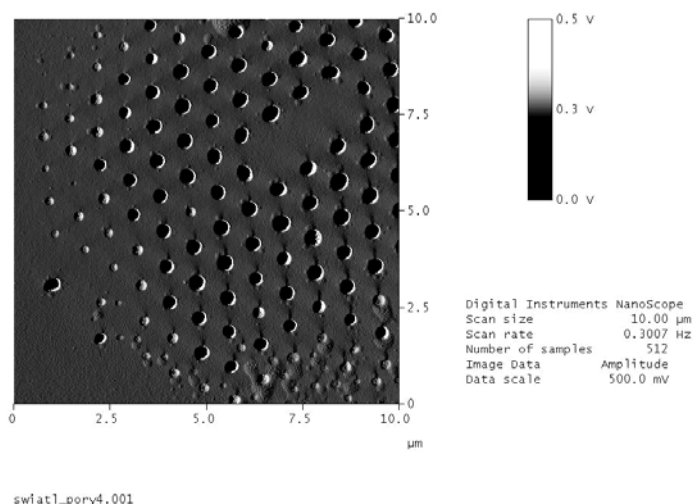 10.0
7.5
5.0
2.5
0
0
2.5
5.0
7.5
10.0
µm
0.5 V
0.3 V
0.0 V
Digital Instruments NanoScope
Scan size 10.00 µm
Scan rate 0.3007 Hz
Number of samples 512
Image Data Amplitude
Data scale 500.0 mV
swiatl_pory4.001